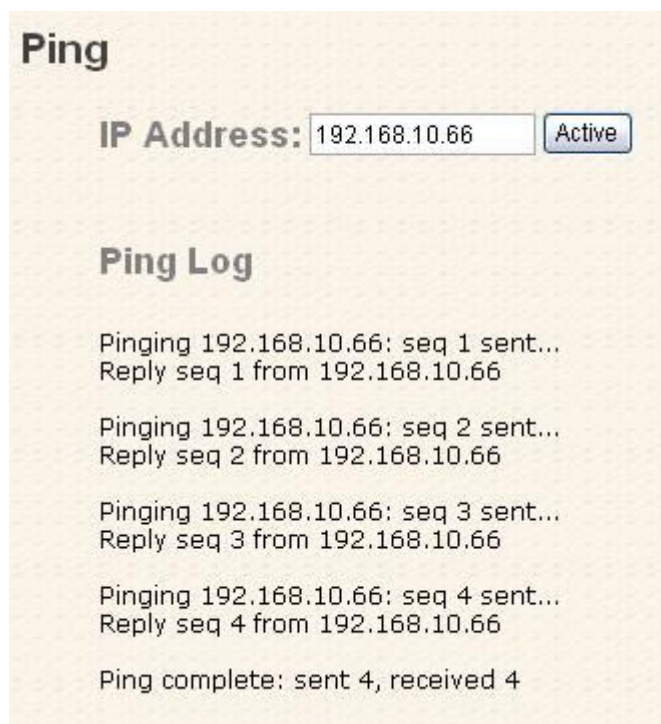 Ping
IP Address: 192.168.10.66 Active
Ping Log
Pinging 192.168.10.66: seq 1 sent...
Reply seq 1 from 192.168.10.66
Pinging 192.168.10.66: seq 2 sent...
Reply seq 2 from 192.168.10.66
Pinging 192.168.10.66: seq 3 sent...
Reply seq 3 from 192.168.10.66
Pinging 192.168.10.66: seq 4 sent...
Reply seq 4 from 192.168.10.66
Ping complete: sent 4, received 4